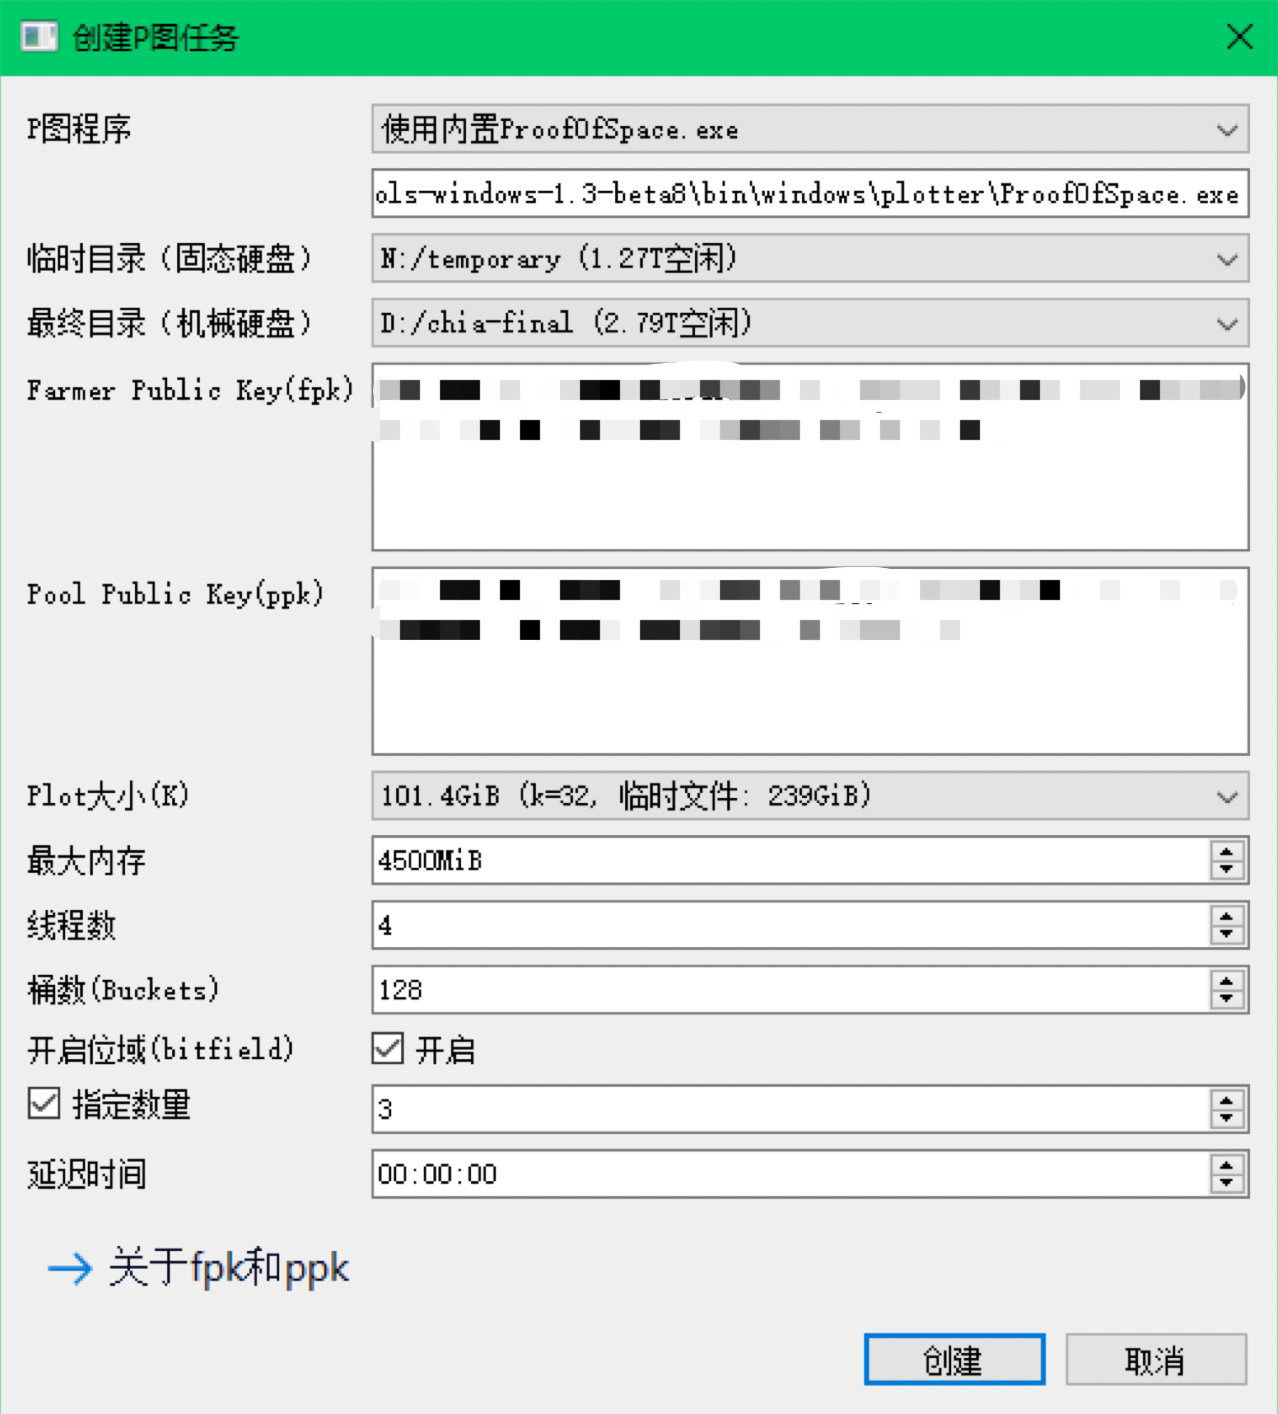 创建P图任务
P图程序
使用内置ProofOfSpace.exe
ols-windows-1.3-beta8\bin\windows\plotter\ProofOfSpace.exe
临时目录（固态硬盘）
N:/temporary (1.27T空闲)
最终目录（机械硬盘）
D:/chia-final (2.79T空闲)
Farmer Public Key(fpk)
Pool Public Key(ppk)
Plot大小(K)
101.4GiB (k=32, 临时文件: 239GiB)
最大内存
4500MiB
线程数
4
桶数(Buckets)
128
开启位域(bitfield)
开启
指定数量
3
延迟时间
00:00:00
关于fpk和ppk
创建
取消